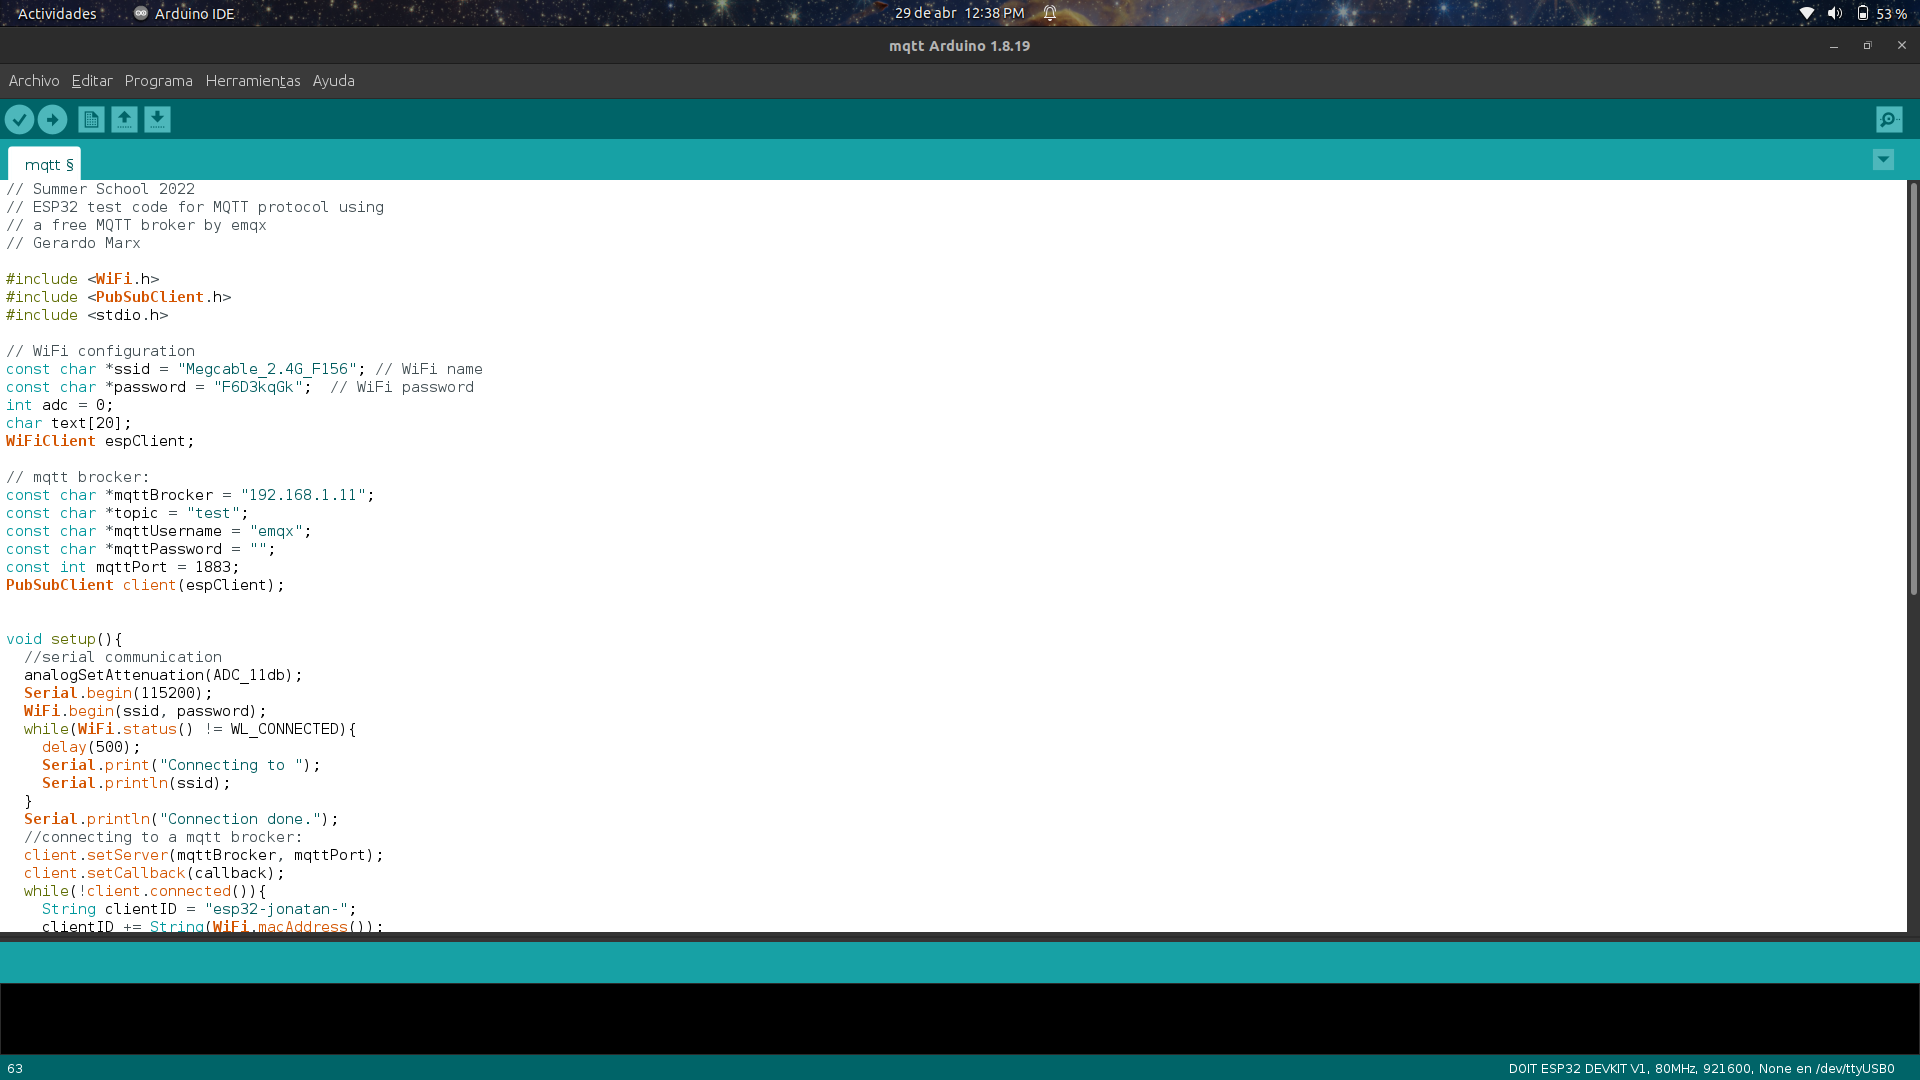 Actividades Arduino IDE 29 de abr 12:38 PM 53 %
mqtt Arduino 1.8.19
Archivo Editar Programa Herramientas Ayuda
mqtt §
// Summer School 2022
// ESP32 test code for MQTT protocol using
// a free MQTT broker by emqx
// Gerardo Marx
#include <WiFi.h>
#include <PubSubClient.h>
#include <stdio.h>
// WiFi configuration
const char *ssid = "Megcable_2.4G_F156"; // WiFi name
const char *password = "F6D3kqGk";  // WiFi password
int adc = 0;
char text[20];
WiFiClient espClient;
// mqtt brocker:
const char *mqttBrocker = "192.168.1.11";
const char *topic = "test";
const char *mqttUsername = "emqx";
const char *mqttPassword = "";
const int mqttPort = 1883;
PubSubClient client(espClient);
void setup(){
  //serial communication
  analogSetAttenuation(ADC_11db);
  Serial.begin(115200);
  WiFi.begin(ssid, password);
  while(WiFi.status() != WL_CONNECTED){
    delay(500);
    Serial.print("Connecting to ");
    Serial.println(ssid);
  }
  Serial.println("Connection done.");
  //connecting to a mqtt brocker:
  client.setServer(mqttBrocker, mqttPort);
  client.setCallback(callback);
  while(!client.connected()){
    String clientID = "esp32-jonatan-";
    clientID += String(WiFi.macAddress());
63 DOIT ESP32 DEVKIT V1, 80MHz, 921600, None en /dev/ttyUSB0